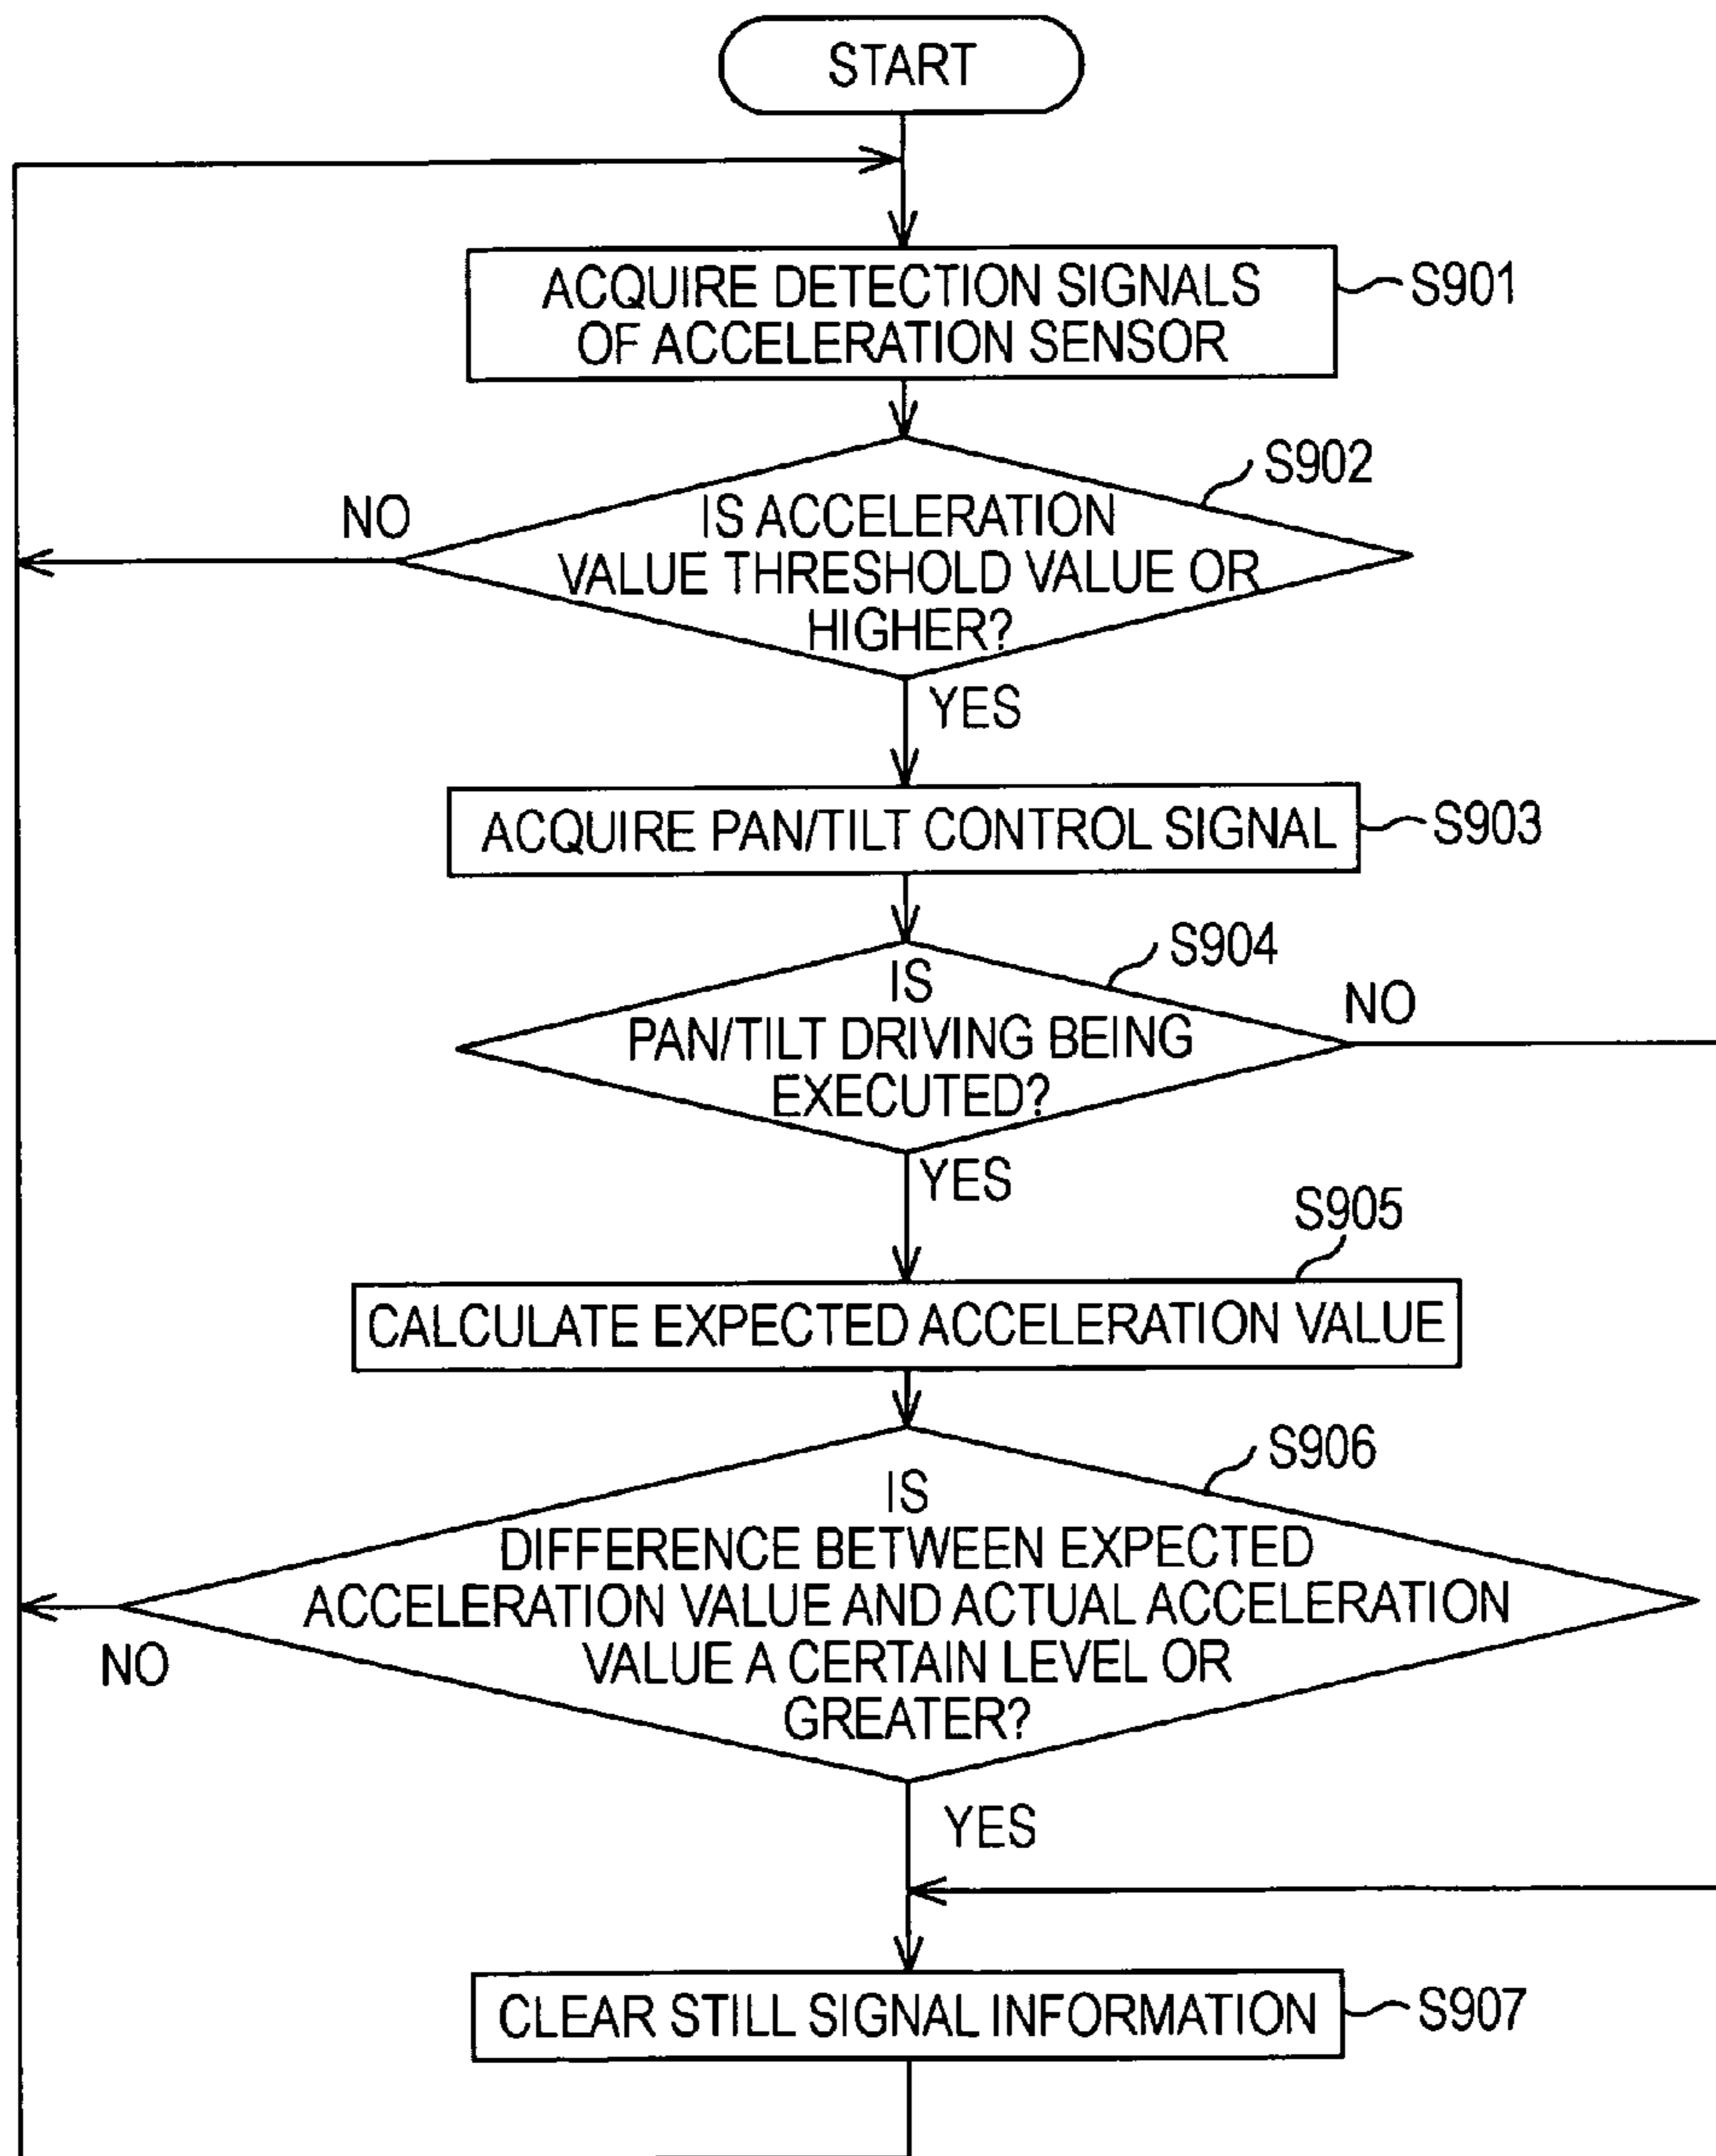 START
ACQUIRE DETECTION SIGNALS
OF ACCELERATION SENSOR
S901
S902
NO
IS ACCELERATION
VALUE THRESHOLD VALUE OR
HIGHER?
YES
ACQUIRE PAN/TILT CONTROL SIGNAL
S903
S904
IS
PAN/TILT DRIVING BEING
EXECUTED?
NO
YES
S905
CALCULATE EXPECTED ACCELERATION VALUE
S906
IS
DIFFERENCE BETWEEN EXPECTED
ACCELERATION VALUE AND ACTUAL ACCELERATION
VALUE A CERTAIN LEVEL OR
GREATER?
NO
YES
CLEAR STILL SIGNAL INFORMATION
S907